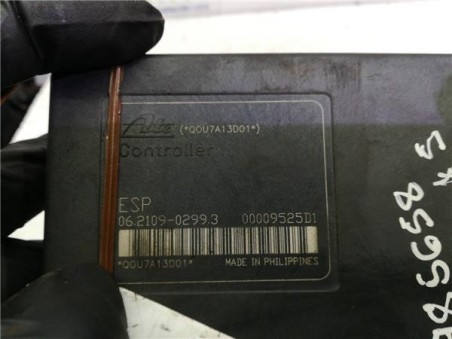 Ate (*Q0U7A13D01*)
Controller
ESP
06.2109-0299.3 00009525D1
*Q0U7A13D01* MADE IN PHILIPPINES